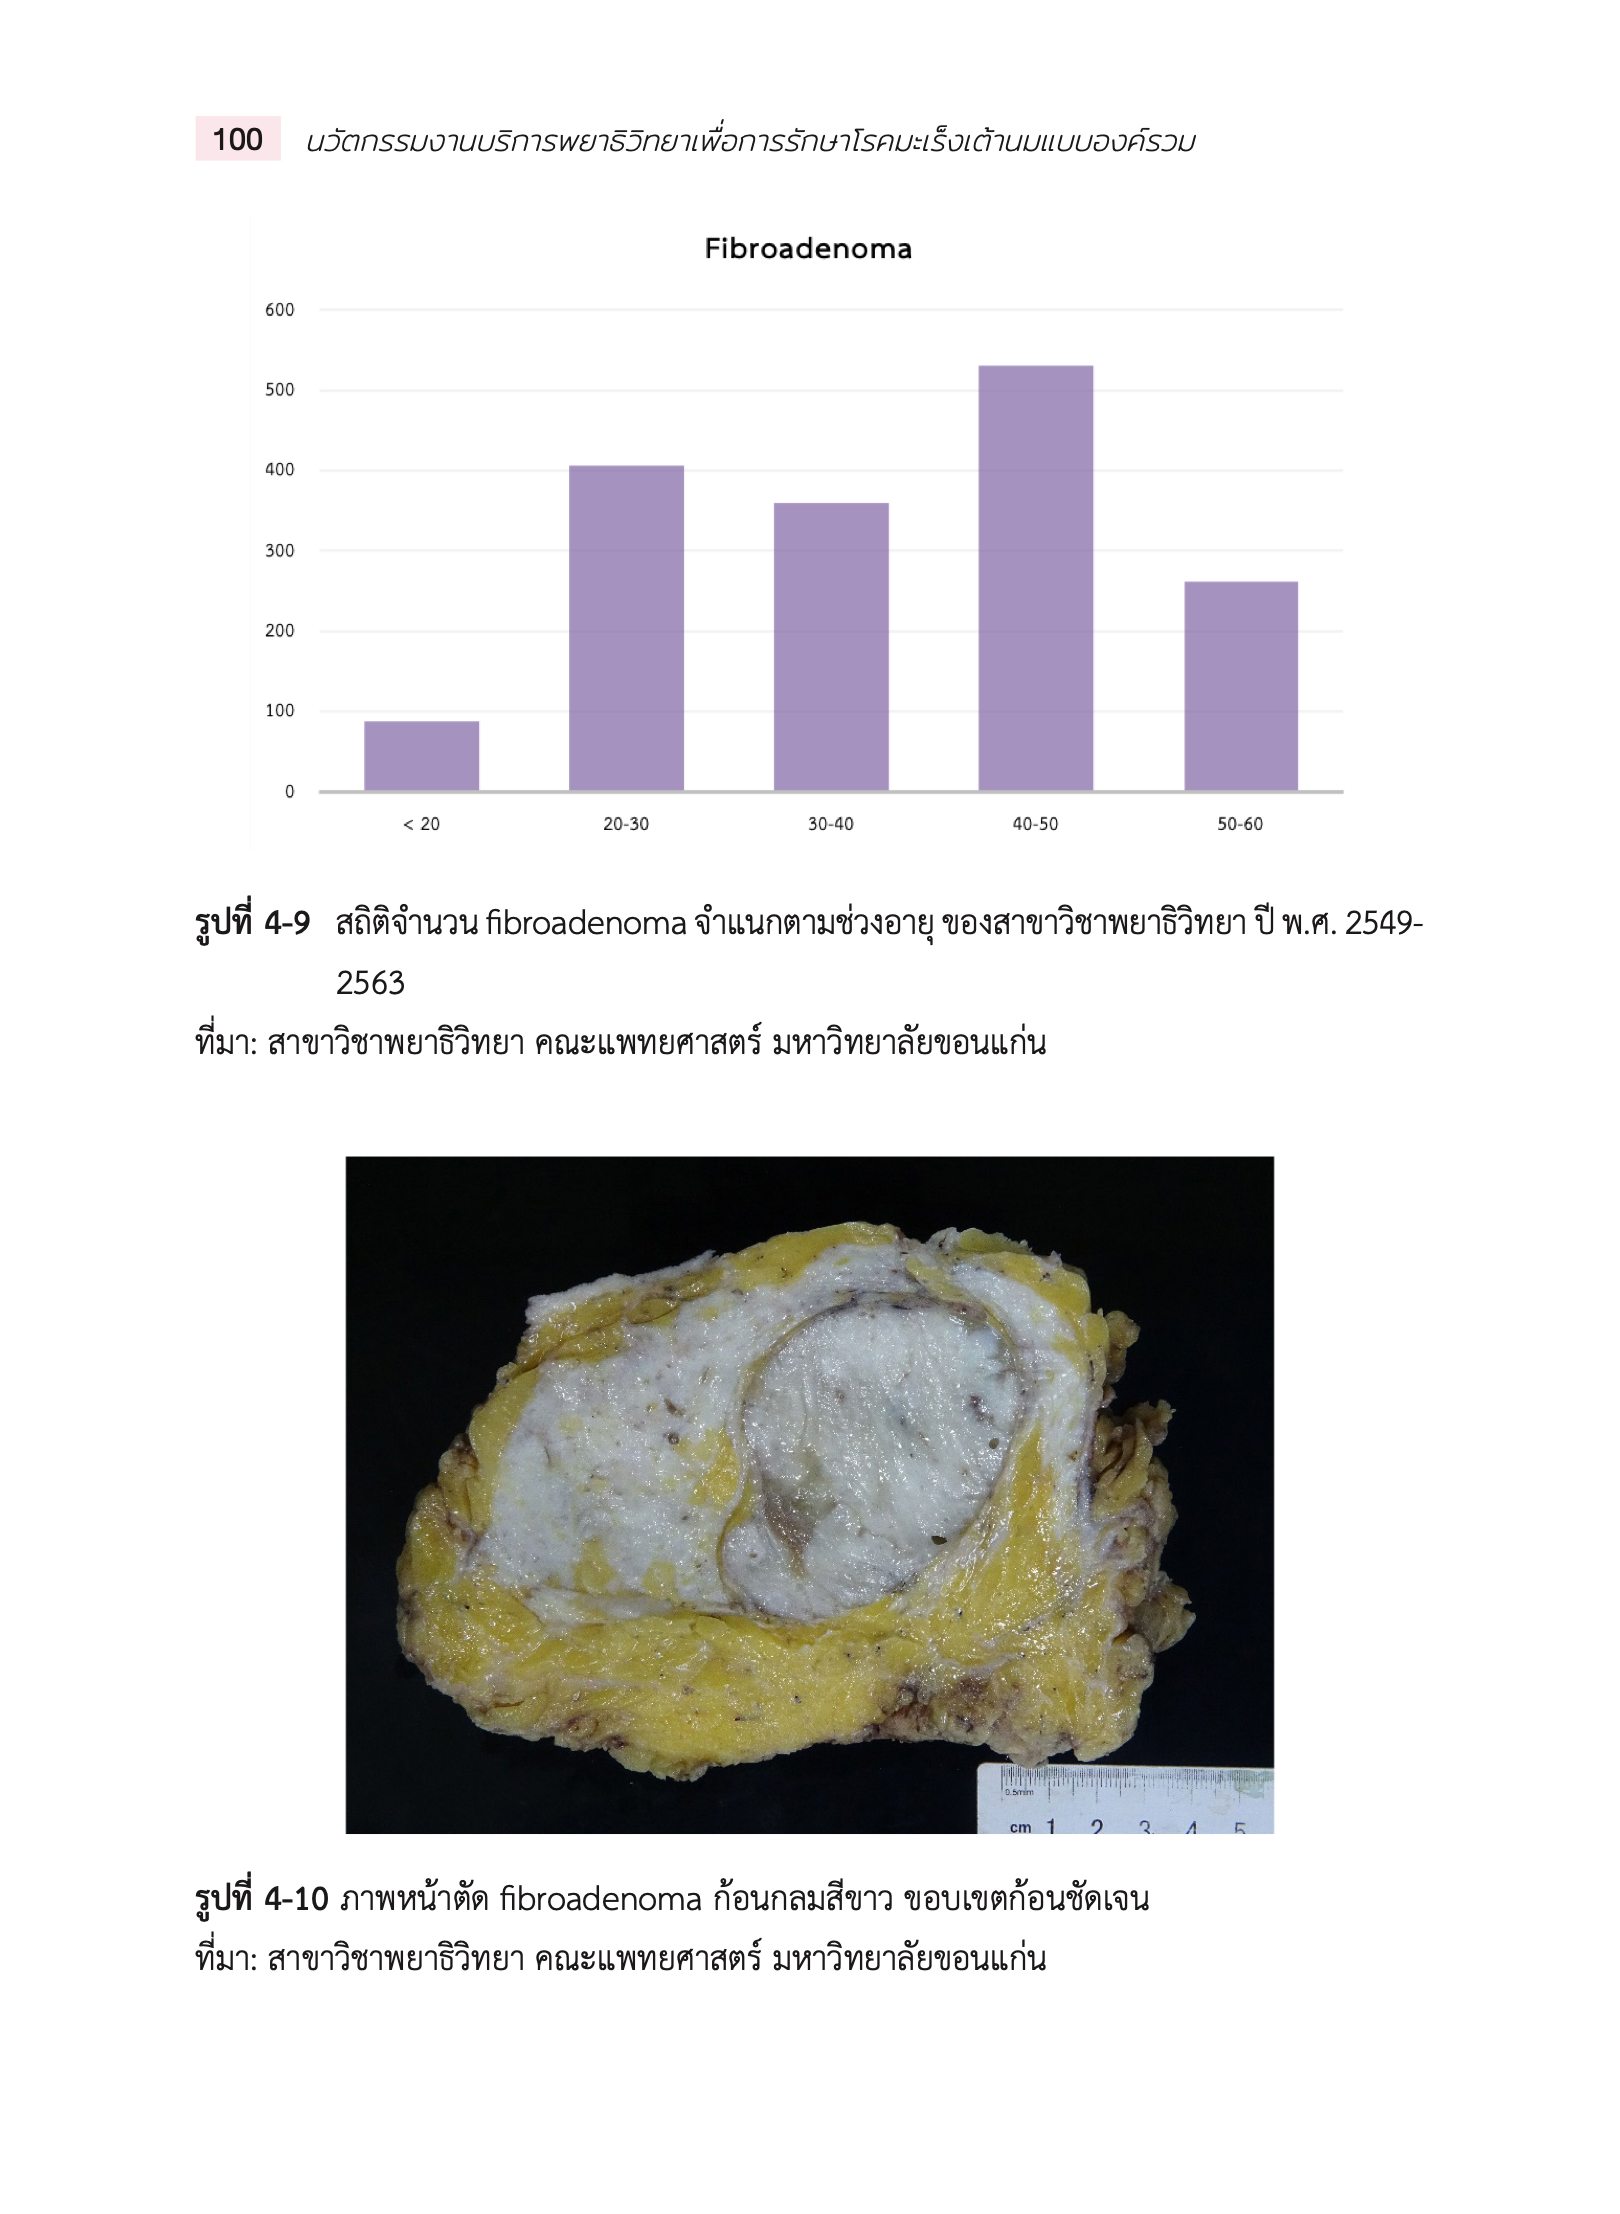 100 นวัตกรรมงานบริการพยาธิวิทยาเพื่อการรักษาโรคมะเร็งเต้านมแบบองค์รวม
Fibroadenoma
600
500
400
300
200
100
0
< 20 20-30 30-40 40-50 50-60
รูปที่ 4-9 สถิติจำนวน fibroadenoma จำแนกตามช่วงอายุ ของสาขาวิชาพยาธิวิทยา ปี พ.ศ. 2549-
2563
ที่มา: สาขาวิชาพยาธิวิทยา คณะแพทยศาสตร์ มหาวิทยาลัยขอนแก่น
0.5mm
cm 1 2 3 4 5
รูปที่ 4-10 ภาพหน้าตัด fibroadenoma ก้อนกลมสีขาว ขอบเขตก้อนชัดเจน
ที่มา: สาขาวิชาพยาธิวิทยา คณะแพทยศาสตร์ มหาวิทยาลัยขอนแก่น